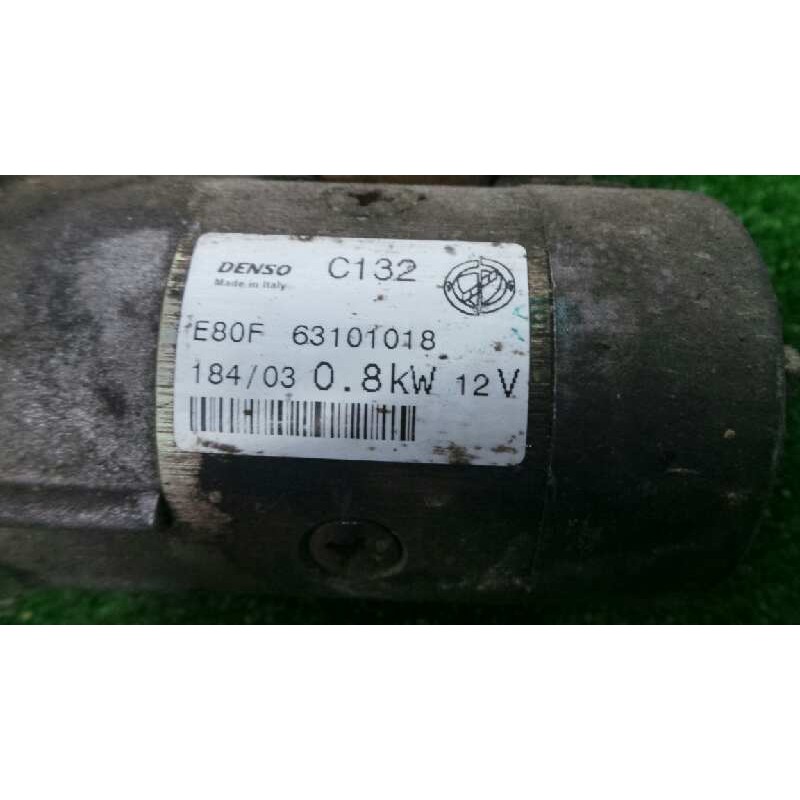 DENSO C132
Made in Italy
E80F 63101018
184/03 0.8kW 12V